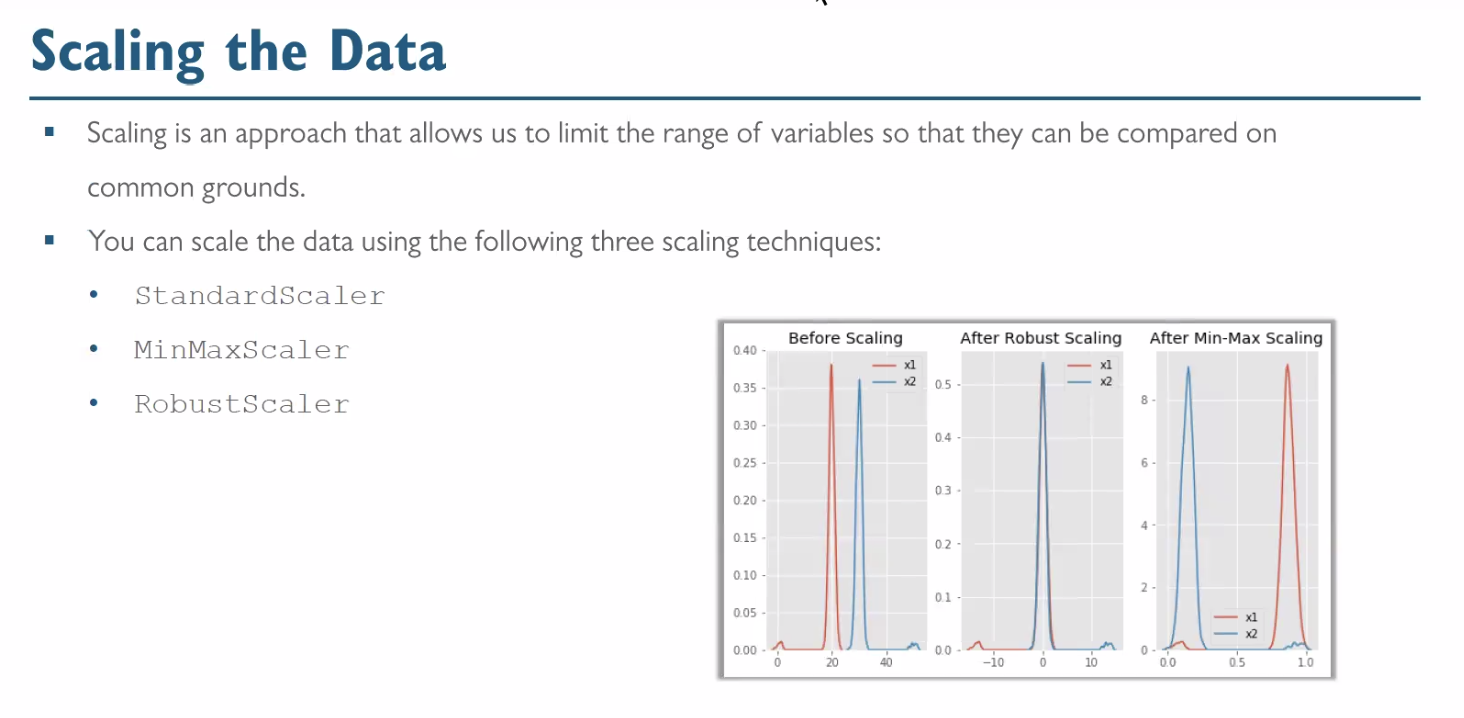 Scaling the Data
Scaling is an approach that allows us to limit the range of variables so that they can be compared on
common grounds.
You can scale the data using the following three scaling techniques:
StandardScaler
MinMaxScaler
RobustScaler
Before Scaling
x1
x2
0.40
0.35
0.30
0.25
0.20
0.15
0.10
0.05
0.00
0 20 40
After Robust Scaling
x1
x2
0.5
0.4
0.3
0.2
0.1
0.0
−10 0 10
After Min-Max Scaling
8
6
4
2
0
x1
x2
0.0 0.5 1.0